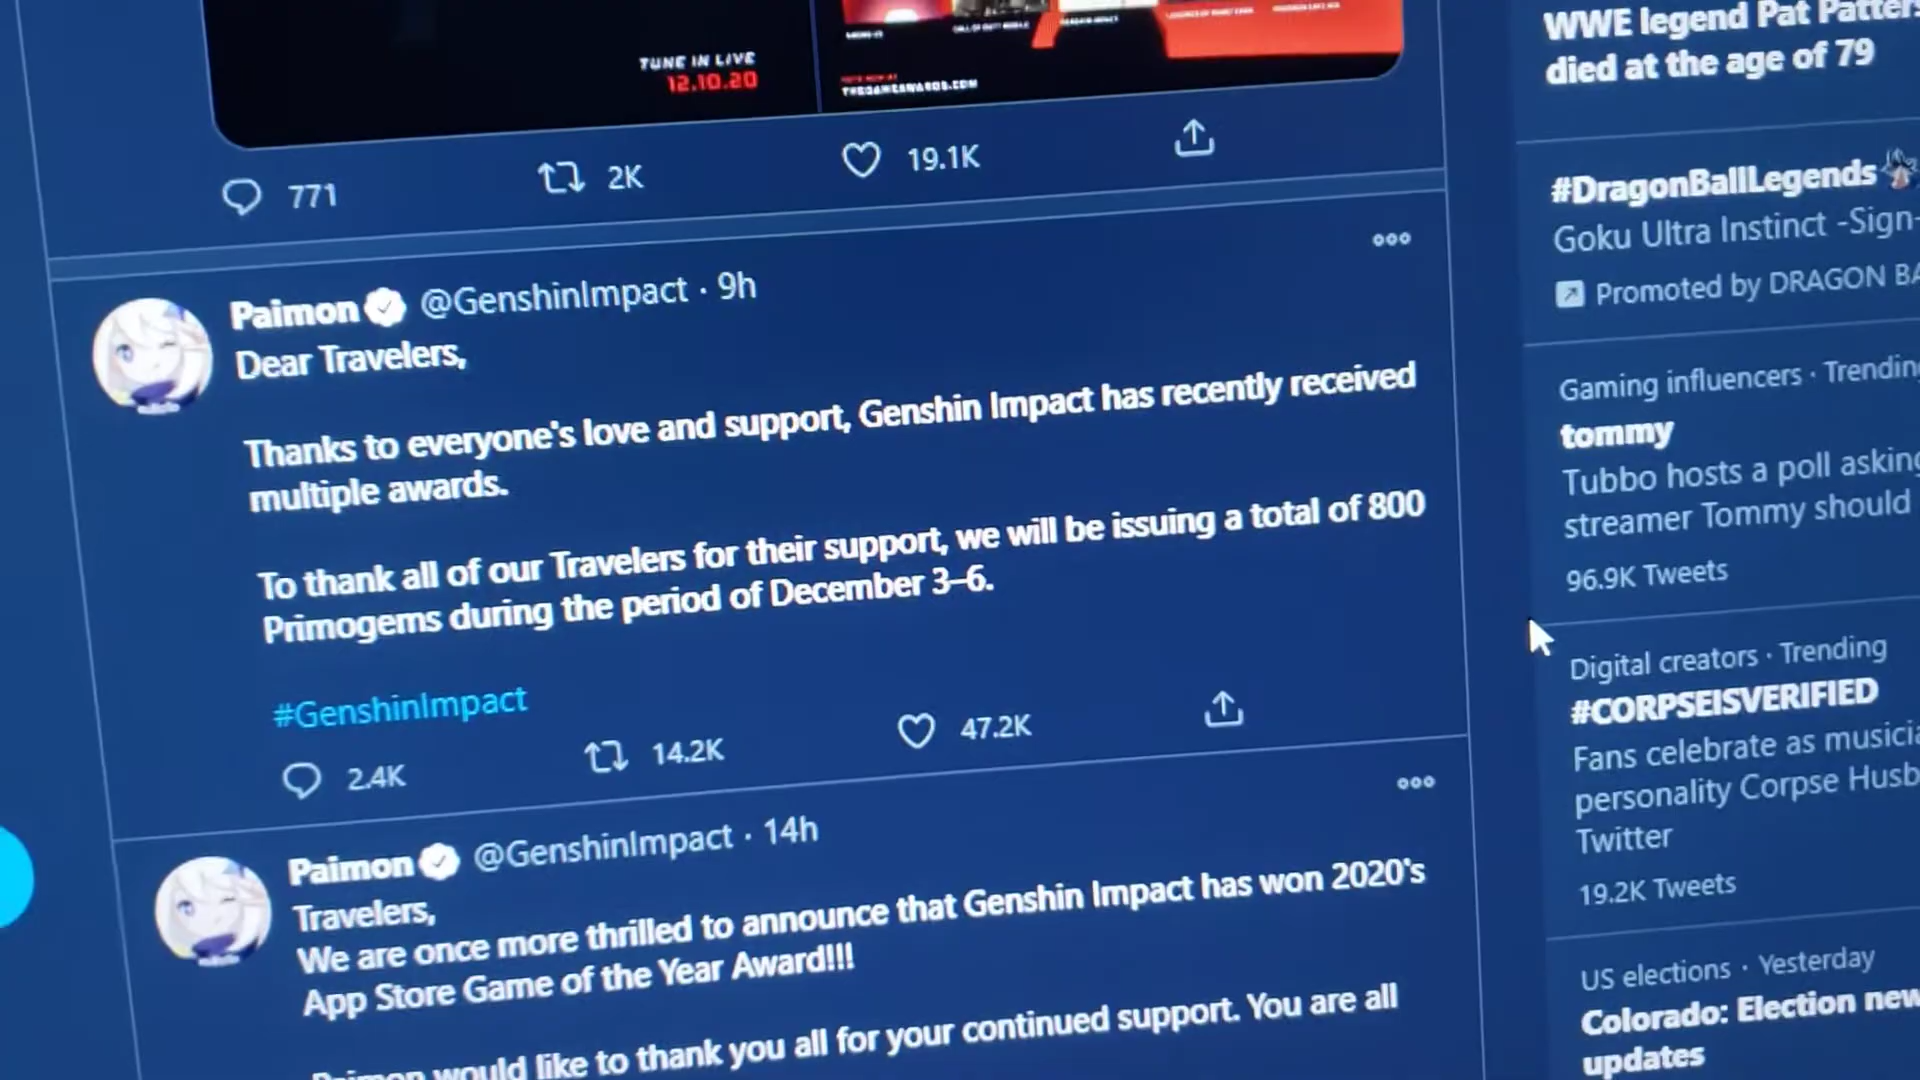 TUNE IN LIVE
12.10.20
THEGAMEAWARDS.COM
771
2K
19.1K
Paimon @GenshinImpact · 9h
Dear Travelers,
Thanks to everyone's love and support, Genshin Impact has recently received
multiple awards.
To thank all of our Travelers for their support, we will be issuing a total of 800
Primogems during the period of December 3–6.
#GenshinImpact
2.4K
14.2K
47.2K
Paimon @GenshinImpact · 14h
Travelers,
We are once more thrilled to announce that Genshin Impact has won 2020's
App Store Game of the Year Award!!!
Paimon would like to thank you all for your continued support. You are all
WWE legend Pat Patters
died at the age of 79
#DragonBallLegends
Goku Ultra Instinct -Sign-
Promoted by DRAGON BA
Gaming influencers · Trending
tommy
Tubbo hosts a poll asking
streamer Tommy should
96.9K Tweets
Digital creators · Trending
#CORPSEISVERIFIED
Fans celebrate as musicia
personality Corpse Husb
Twitter
19.2K Tweets
US elections · Yesterday
Colorado: Election new
updates